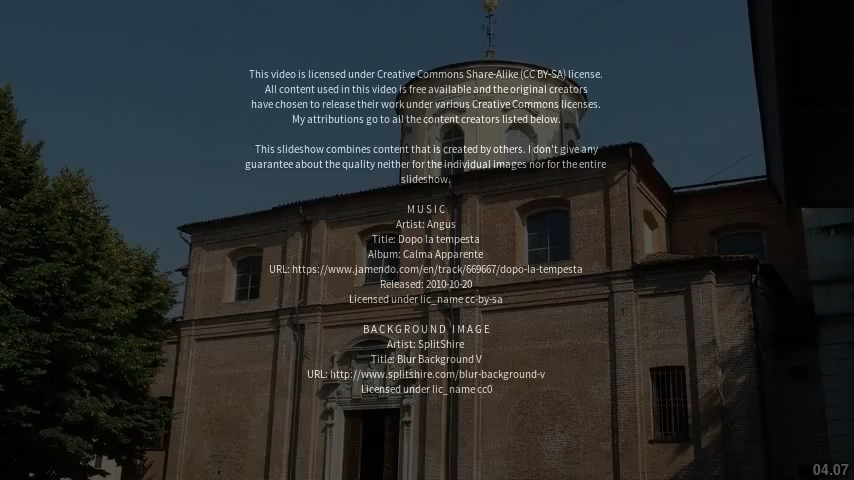 This video is licensed under Creative Commons Share-Alike (CC BY-SA) license.
All content used in this video is free available and the original creators
have chosen to release their work under various Creative Commons licenses.
My attributions go to all the content creators listed below.
This slideshow combines content that is created by others. I don't give any
guarantee about the quality neither for the individual images nor for the entire
slideshow.
MUSIC
Artist: Angus
Title: Dopo la tempesta
Album: Calma Apparente
URL: https://www.jamendo.com/en/track/669667/dopo-la-tempesta
Released: 2010-10-20
Licensed under lic_name cc-by-sa
BACKGROUND IMAGE
Artist: SplitShire
Title: Blur Background V
URL: http://www.splitshire.com/blur-background-v
Licensed under lic_name cc0
04.07